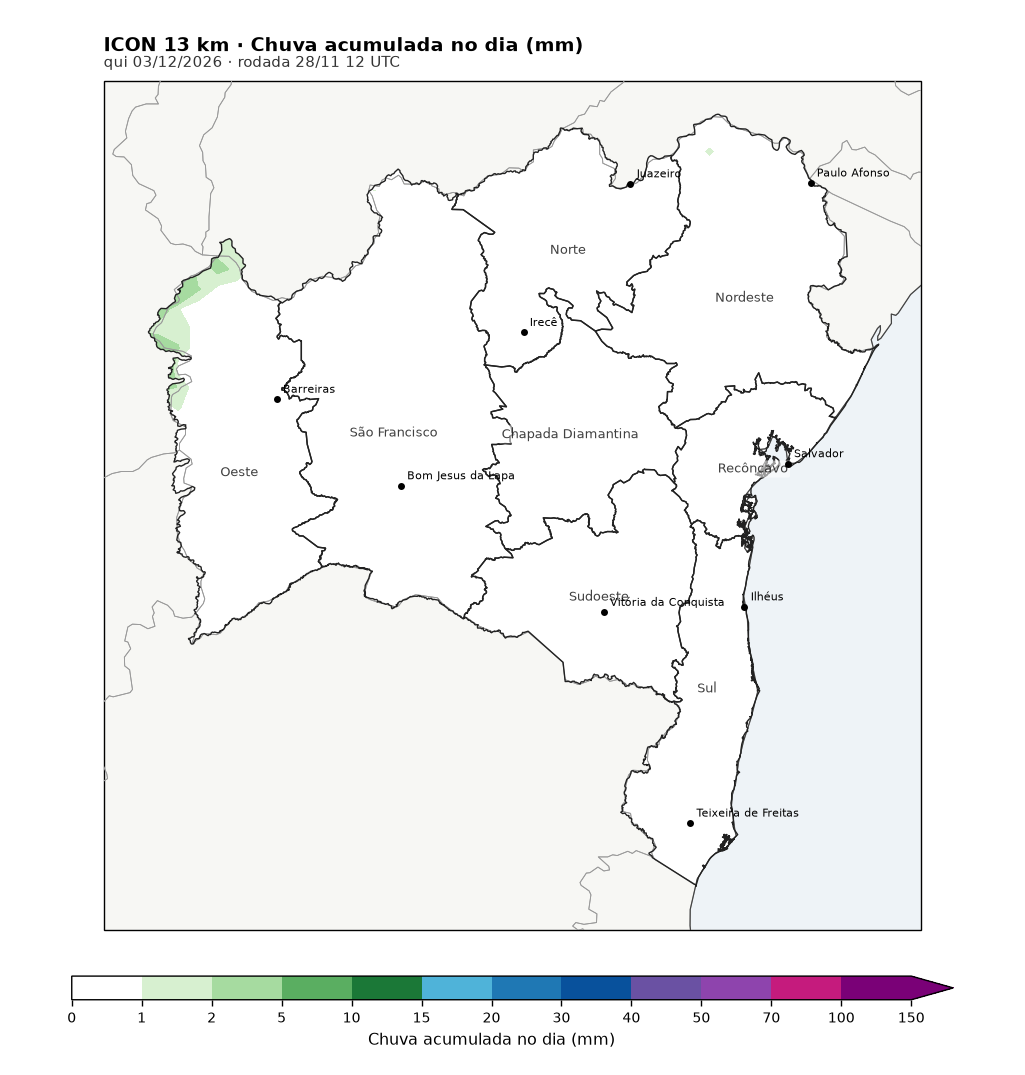 ICON 13 km · Chuva acumulada no dia (mm)
qui 03/12/2026 · rodada 28/11 12 UTC
Juazeiro
Paulo Afonso
Norte
Nordeste
Irecê
Barreiras
São Francisco
Chapada Diamantina
Salvador
Oeste
Bom Jesus da Lapa
Recôncavo
Sudoeste
Vitória da Conquista
Ilhéus
Sul
Teixeira de Freitas
0 1 2 5 10 15 20 30 40 50 70 100 150
Chuva acumulada no dia (mm)